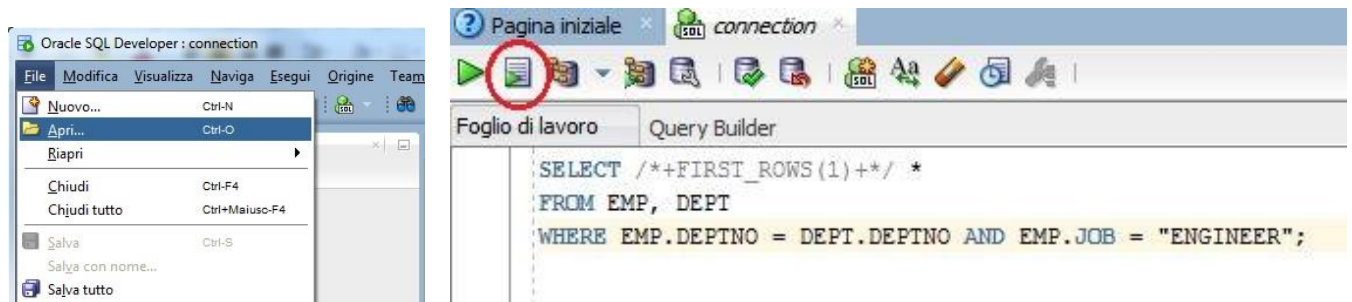 Oracle SQL Developer : connection
File Modifica Visualizza Naviga Esegui Origine Team
Nuovo... Ctrl-N
Apri... Ctrl-O
Riapri
Chiudi Ctrl-F4
Chiudi tutto Ctrl+Maiusc-F4
Salva Ctrl-S
Salva con nome...
Salva tutto
Pagina iniziale connection
Foglio di lavoro Query Builder
SELECT /*+FIRST_ROWS(1)+*/ *
FROM EMP, DEPT
WHERE EMP.DEPTNO = DEPT.DEPTNO AND EMP.JOB = "ENGINEER";